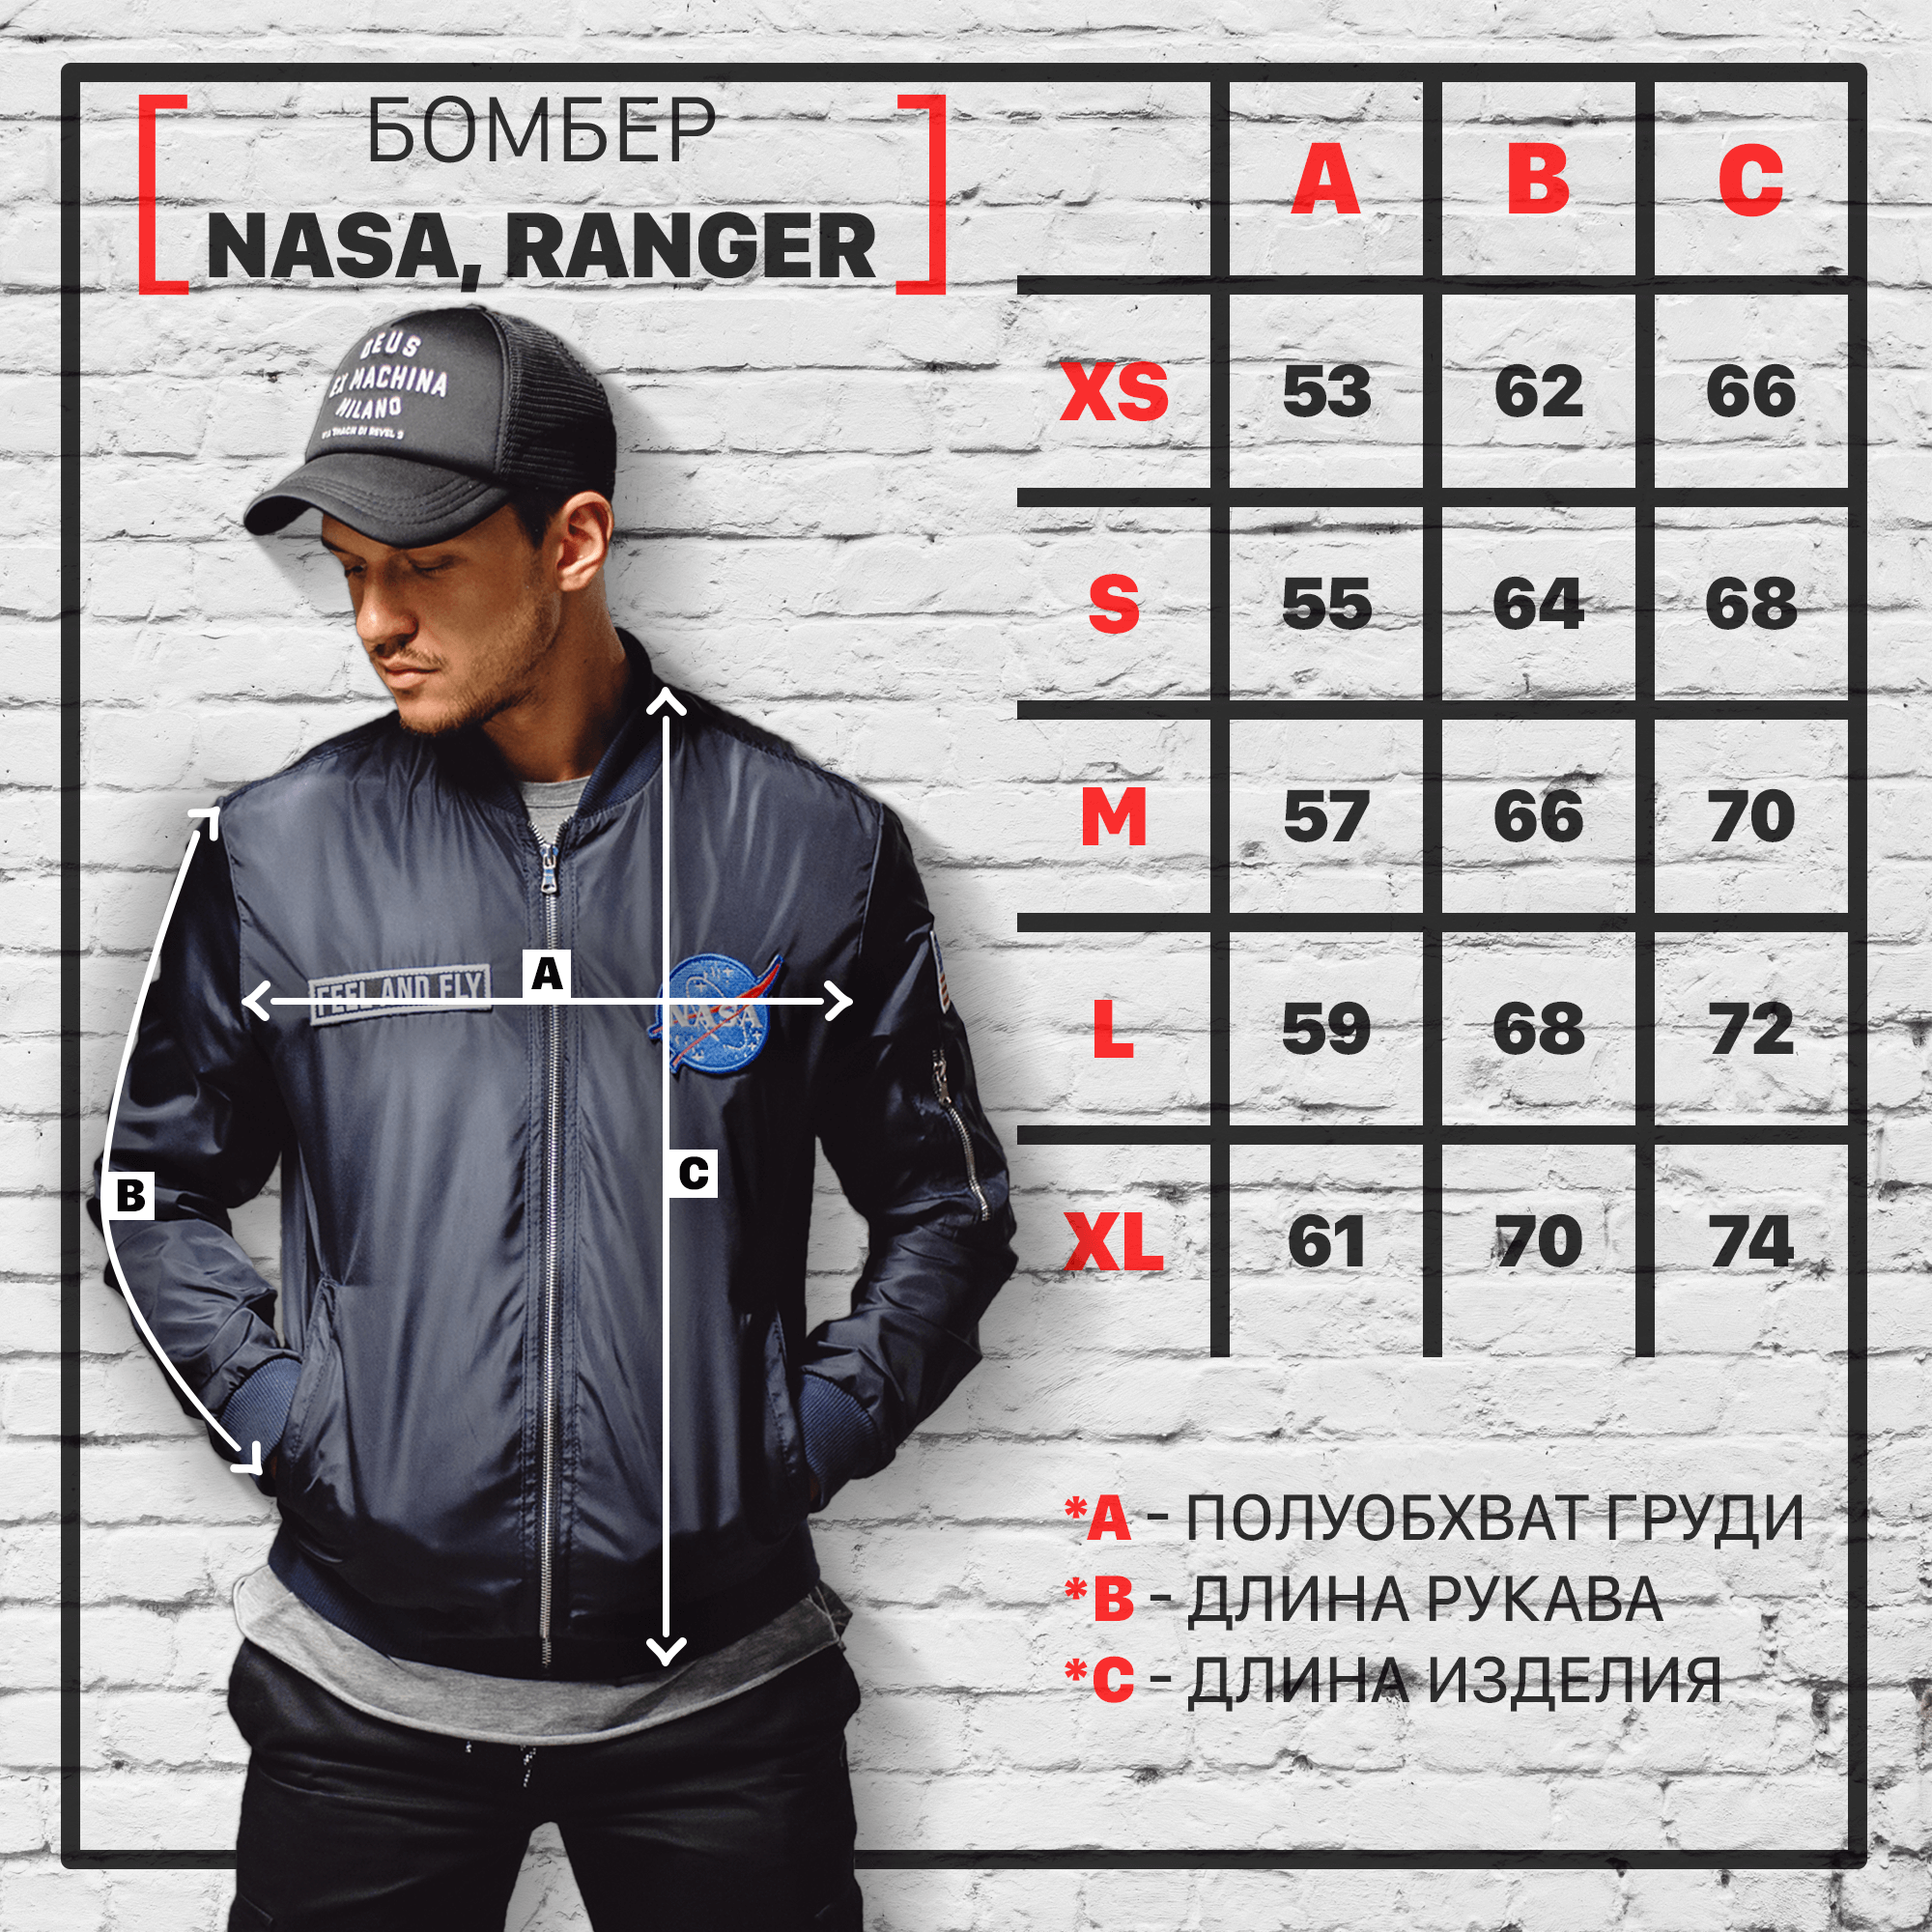 БОМБЕР
NASA, RANGER
A B C
XS 53 62 66
S 55 64 68
M 57 66 70
L 59 68 72
XL 61 70 74
DEUS
EX MACHINA
MILANO
FEEL AND FLY
A
NASA
B
C
*A - ПОЛУОБХВАТ ГРУДИ
*B - ДЛИНА РУКАВА
*C - ДЛИНА ИЗДЕЛИЯ